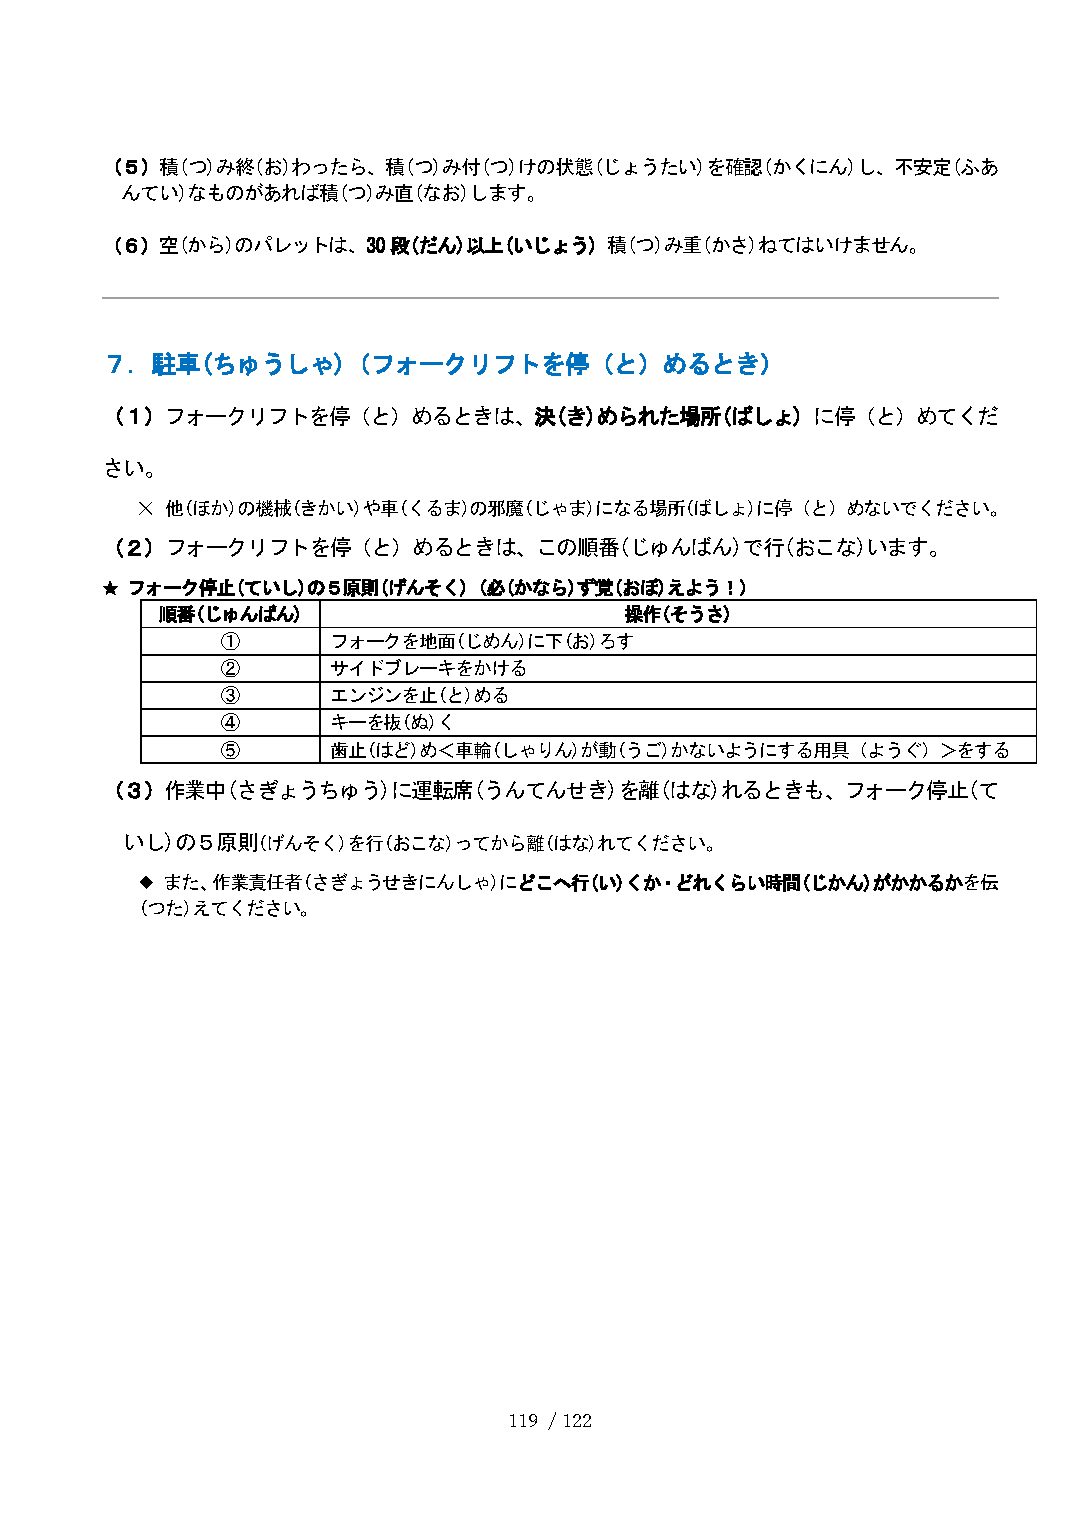 （５）積(つ)み終(お)わったら、積(つ)み付(つ)けの状態(じょうたい)を確認(かくにん)し、不安定(ふあ
んてい)なものがあれば積(つ)み直(なお)します。
（６）空(から)のパレットは、30 段(だん)以上(いじょう) 積(つ)み重(かさ)ねてはいけません。
７．駐車(ちゅうしゃ)（フォークリフトを停（と）めるとき）
（１）フォークリフトを停（と）めるときは、決(き)められた場所(ばしょ) に停（と）めてくだ
さい。
× 他(ほか)の機械(きかい)や車(くるま)の邪魔(じゃま)になる場所(ばしょ)に停（と）めないでください。
（２）フォークリフトを停（と）めるときは、この順番(じゅんばん)で行(おこな)います。
★ フォーク停止(ていし)の５原則(げんそく)（必(かなら)ず覚(おぼ)えよう！）
順番(じゅんばん) 操作(そうさ)
① フォークを地面(じめん)に下(お)ろす
② サイドブレーキをかける
③ エンジンを止(と)める
④ キーを抜(ぬ)く
⑤ 歯止(はど)め＜車輪(しゃりん)が動(うご)かないようにする用具（ようぐ）＞をする
（３）作業中(さぎょうちゅう)に運転席(うんてんせき)を離(はな)れるときも、フォーク停止(て
いし)の５原則(げんそく)を行(おこな)ってから離(はな)れてください。
◆ また、作業責任者(さぎょうせきにんしゃ)にどこへ行(い)くか・どれくらい時間(じかん)がかかるかを伝
(つた)えてください。
119 / 122